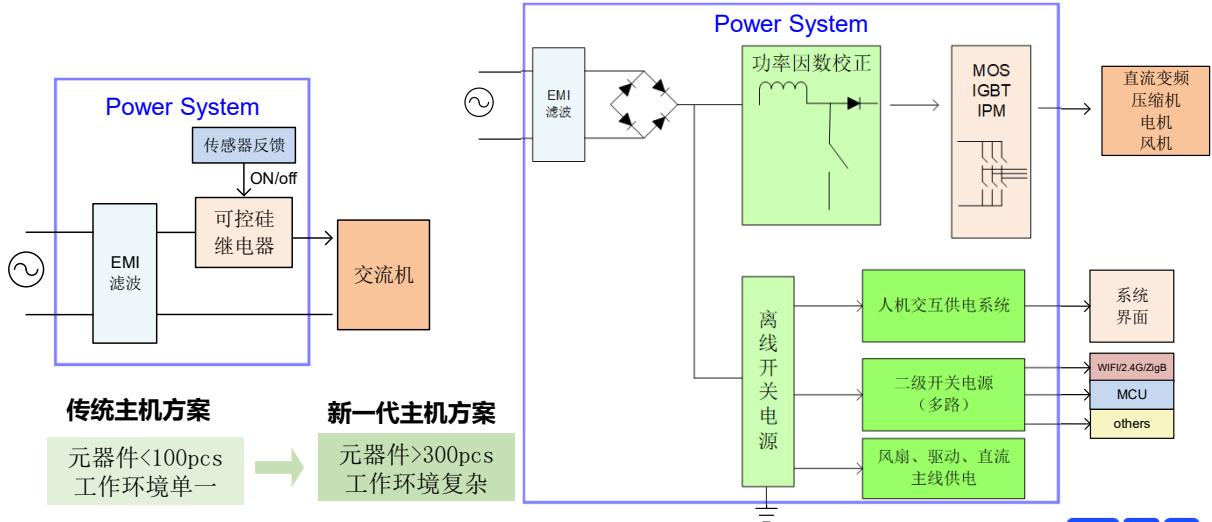 Power System
传感器反馈
ON/off
可控硅
继电器
EMI
滤波
交流机
传统主机方案
新一代主机方案
元器件<100pcs
工作环境单一
元器件>300pcs
工作环境复杂
Power System
EMI
滤波
功率因数校正
MOS
IGBT
IPM
直流变频
压缩机
电机
风机
离
线
开
关
电
源
人机交互供电系统
系统
界面
二级开关电源
（多路）
WIFI/2.4G/ZigB
MCU
others
风扇、驱动、直流
主线供电